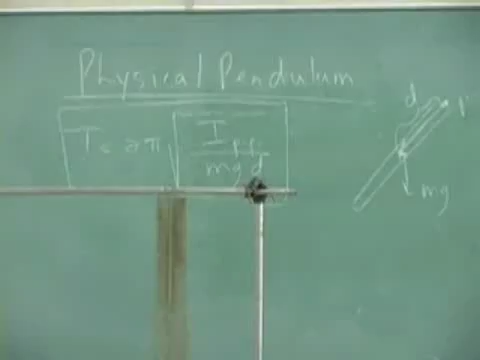 Physical Pendulum
T = 2π √(I_P.P. / mgd)
d P
mg